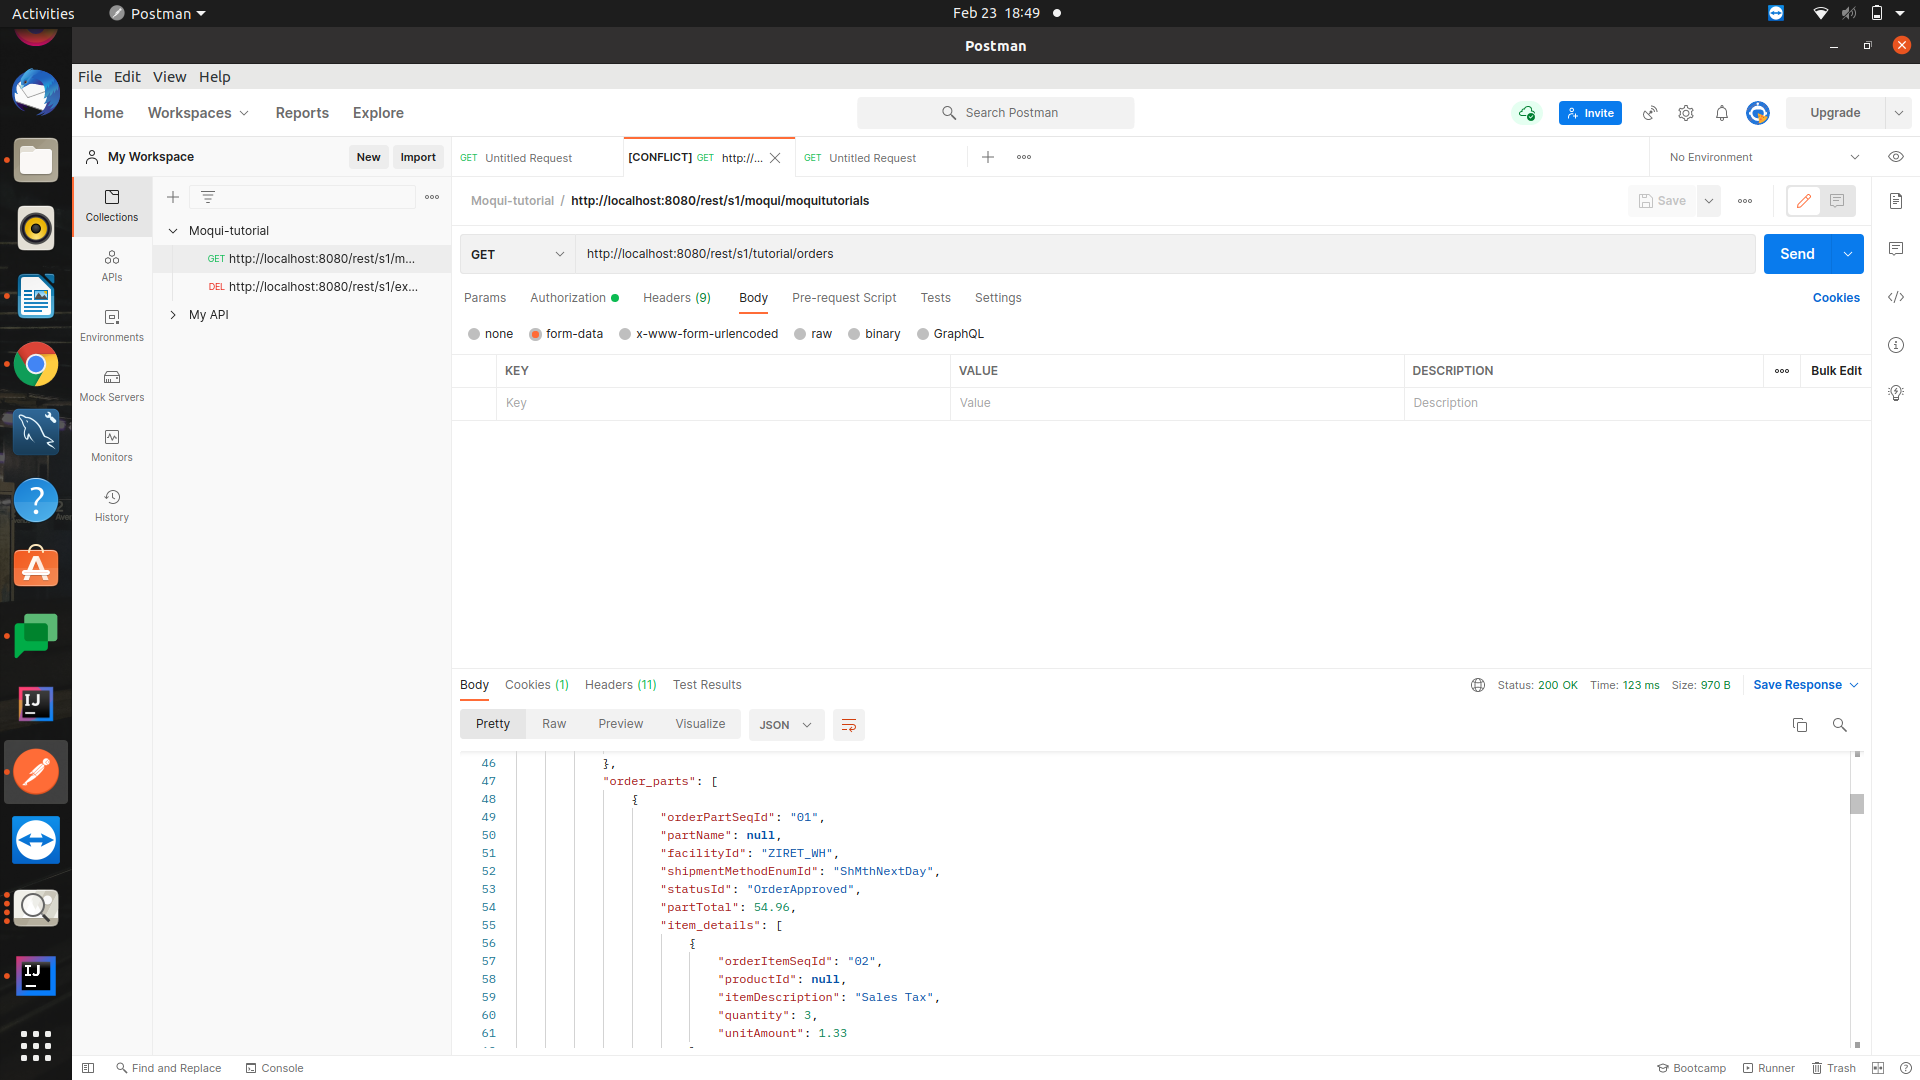 Activities Postman Feb 23 18:49
Postman
File Edit View Help
Home Workspaces Reports Explore Search Postman Invite Upgrade
My Workspace New Import GET Untitled Request [CONFLICT] GET http://... GET Untitled Request No Environment
Moqui-tutorial / http://localhost:8080/rest/s1/moqui/moquitutorials Save
Collections
APIs
Environments
Mock Servers
Monitors
History
Moqui-tutorial
GET http://localhost:8080/rest/s1/m...
DEL http://localhost:8080/rest/s1/ex...
My API
GET http://localhost:8080/rest/s1/tutorial/orders Send
Params Authorization Headers (9) Body Pre-request Script Tests Settings Cookies
none form-data x-www-form-urlencoded raw binary GraphQL
KEY VALUE DESCRIPTION Bulk Edit
Key Value Description
Body Cookies (1) Headers (11) Test Results Status: 200 OK Time: 123 ms Size: 970 B Save Response
Pretty Raw Preview Visualize JSON
46 },
47 "order_parts": [
48 {
49 "orderPartSeqId": "01",
50 "partName": null,
51 "facilityId": "ZIRET_WH",
52 "shipmentMethodEnumId": "ShMthNextDay",
53 "statusId": "OrderApproved",
54 "partTotal": 54.96,
55 "item_details": [
56 {
57 "orderItemSeqId": "02",
58 "productId": null,
59 "itemDescription": "Sales Tax",
60 "quantity": 3,
61 "unitAmount": 1.33
Find and Replace Console Bootcamp Runner Trash